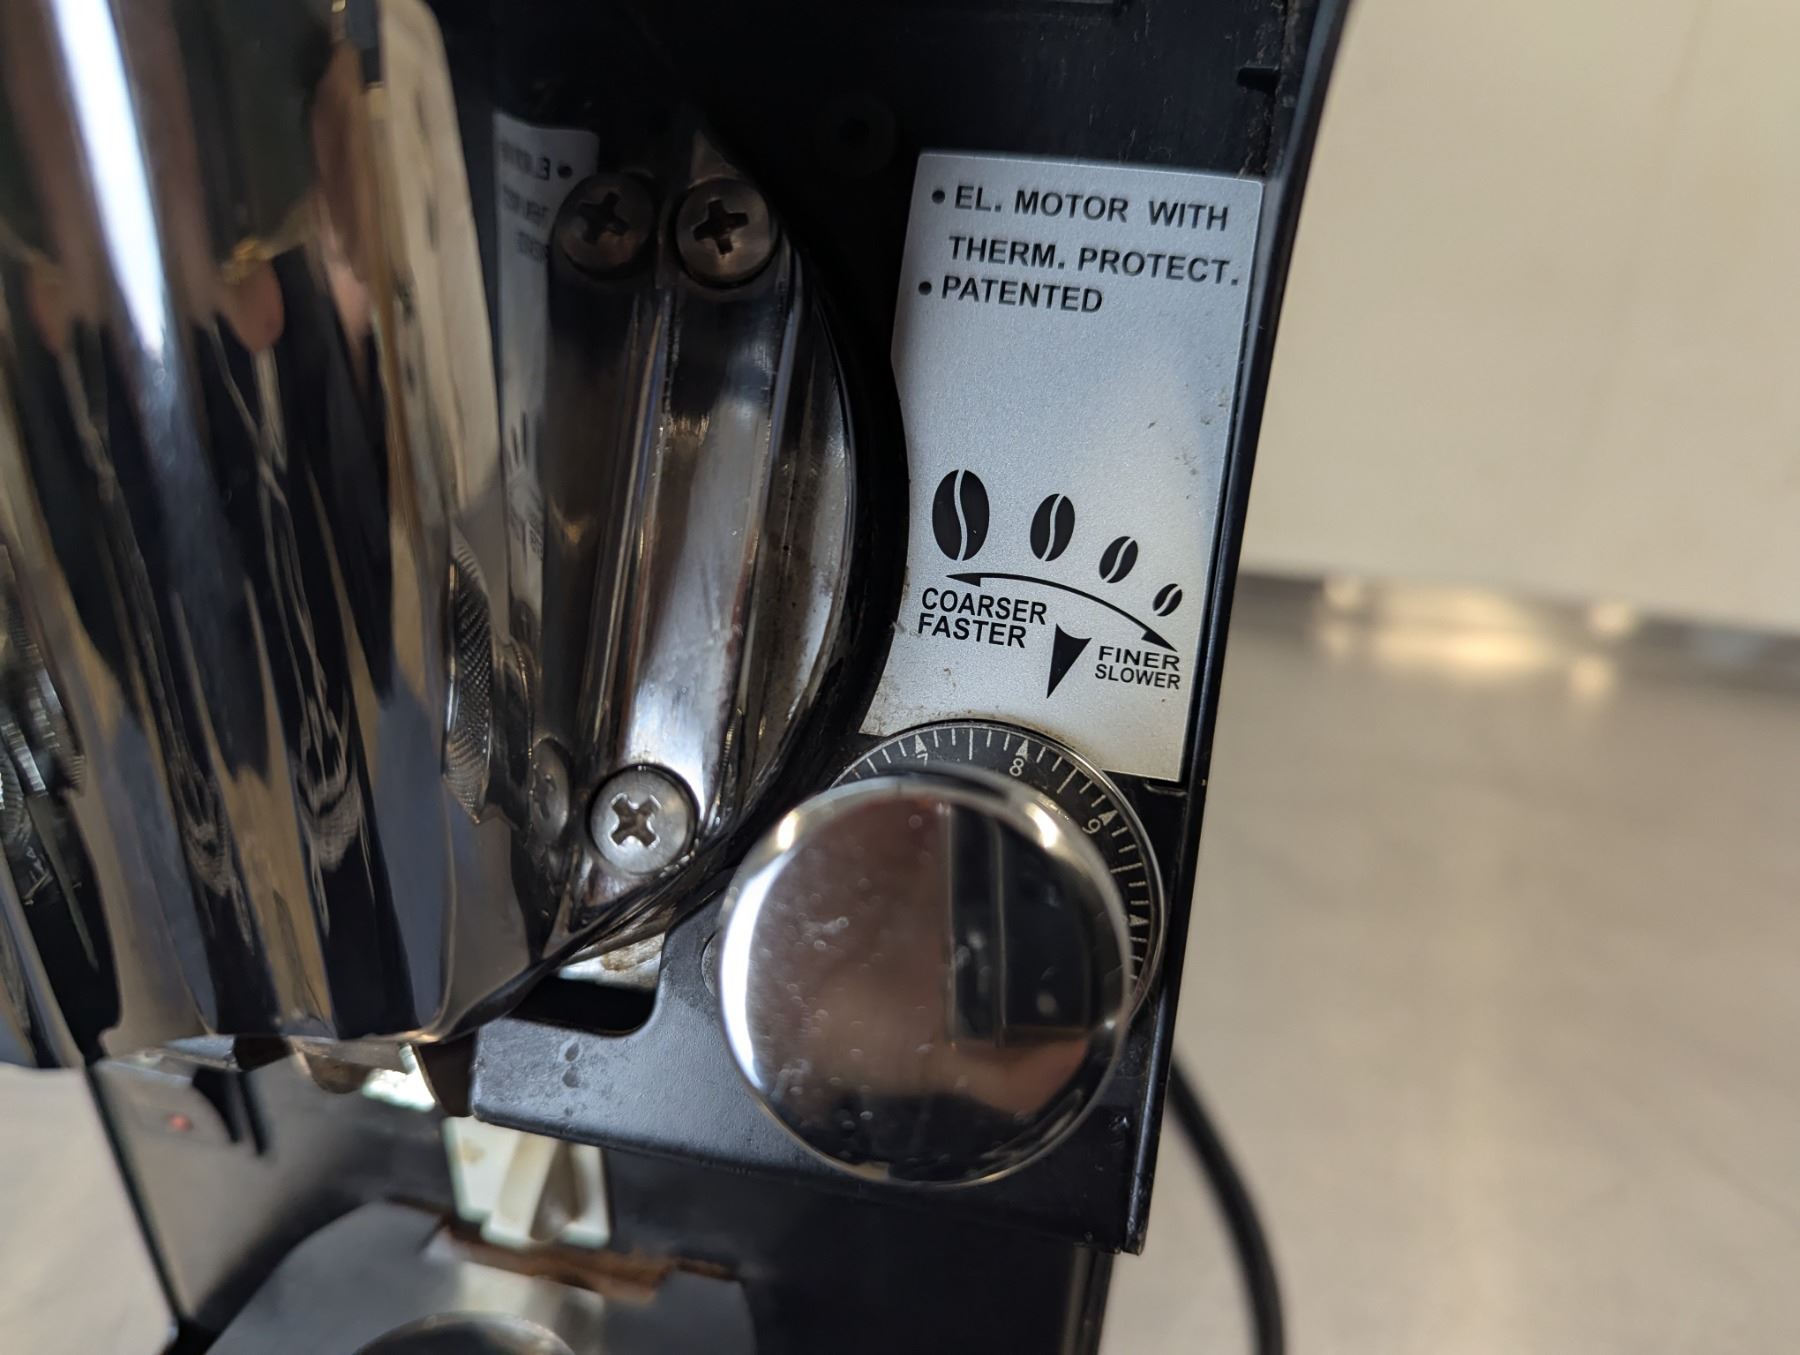 • EL. MOTOR WITH
THERM. PROTECT.
• PATENTED
COARSER
FASTER
FINER
SLOWER
7
8
9